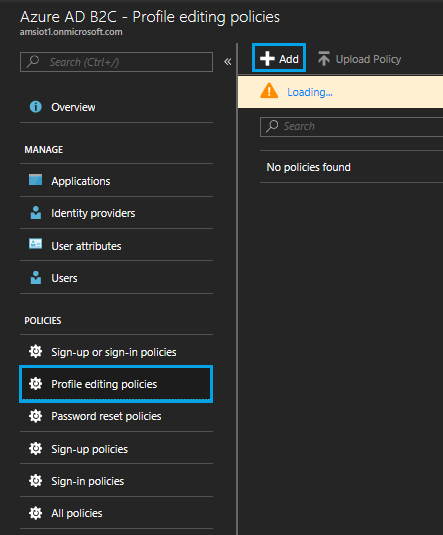 Azure AD B2C - Profile editing policies
amsiot1.onmicrosoft.com
Search (Ctrl+/)
«
Overview
MANAGE
Applications
Identity providers
User attributes
Users
POLICIES
Sign-up or sign-in policies
Profile editing policies
Password reset policies
Sign-up policies
Sign-in policies
All policies
Add
Upload Policy
Loading...
Search
No policies found